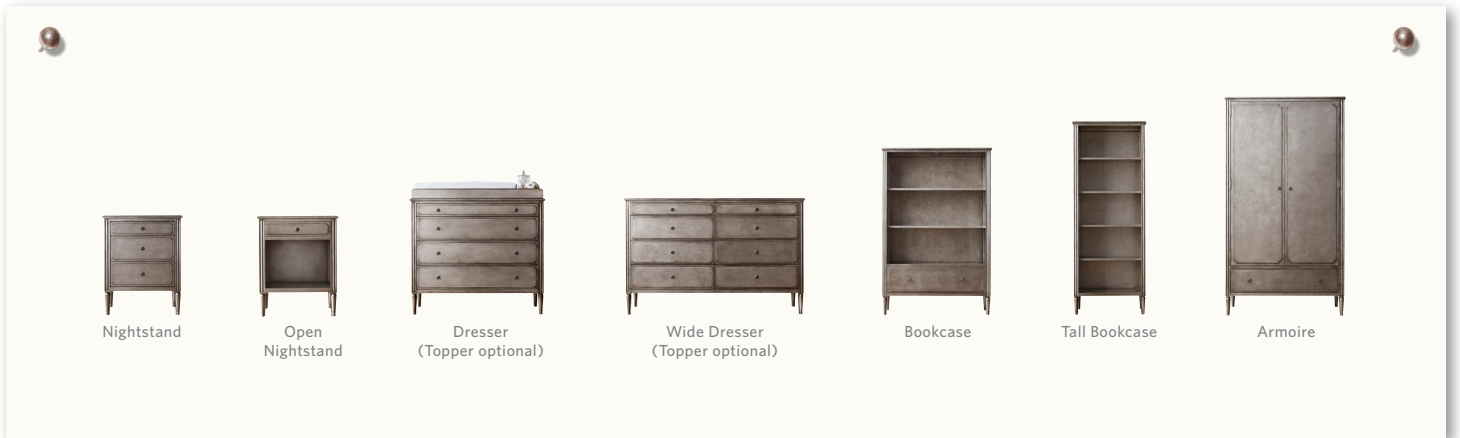 Nightstand
Open
Nightstand
Dresser
(Topper optional)
Wide Dresser
(Topper optional)
Bookcase
Tall Bookcase
Armoire